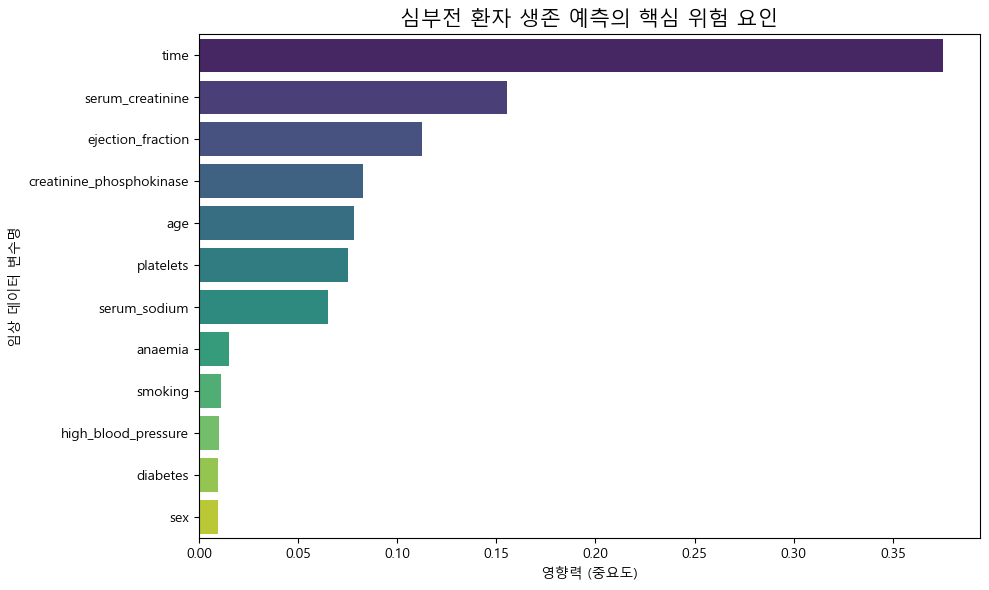 심부전 환자 생존 예측의 핵심 위험 요인
임상 데이터 변수명
time
serum_creatinine
ejection_fraction
creatinine_phosphokinase
age
platelets
serum_sodium
anaemia
smoking
high_blood_pressure
diabetes
sex
0.00 0.05 0.10 0.15 0.20 0.25 0.30 0.35
영향력 (중요도)